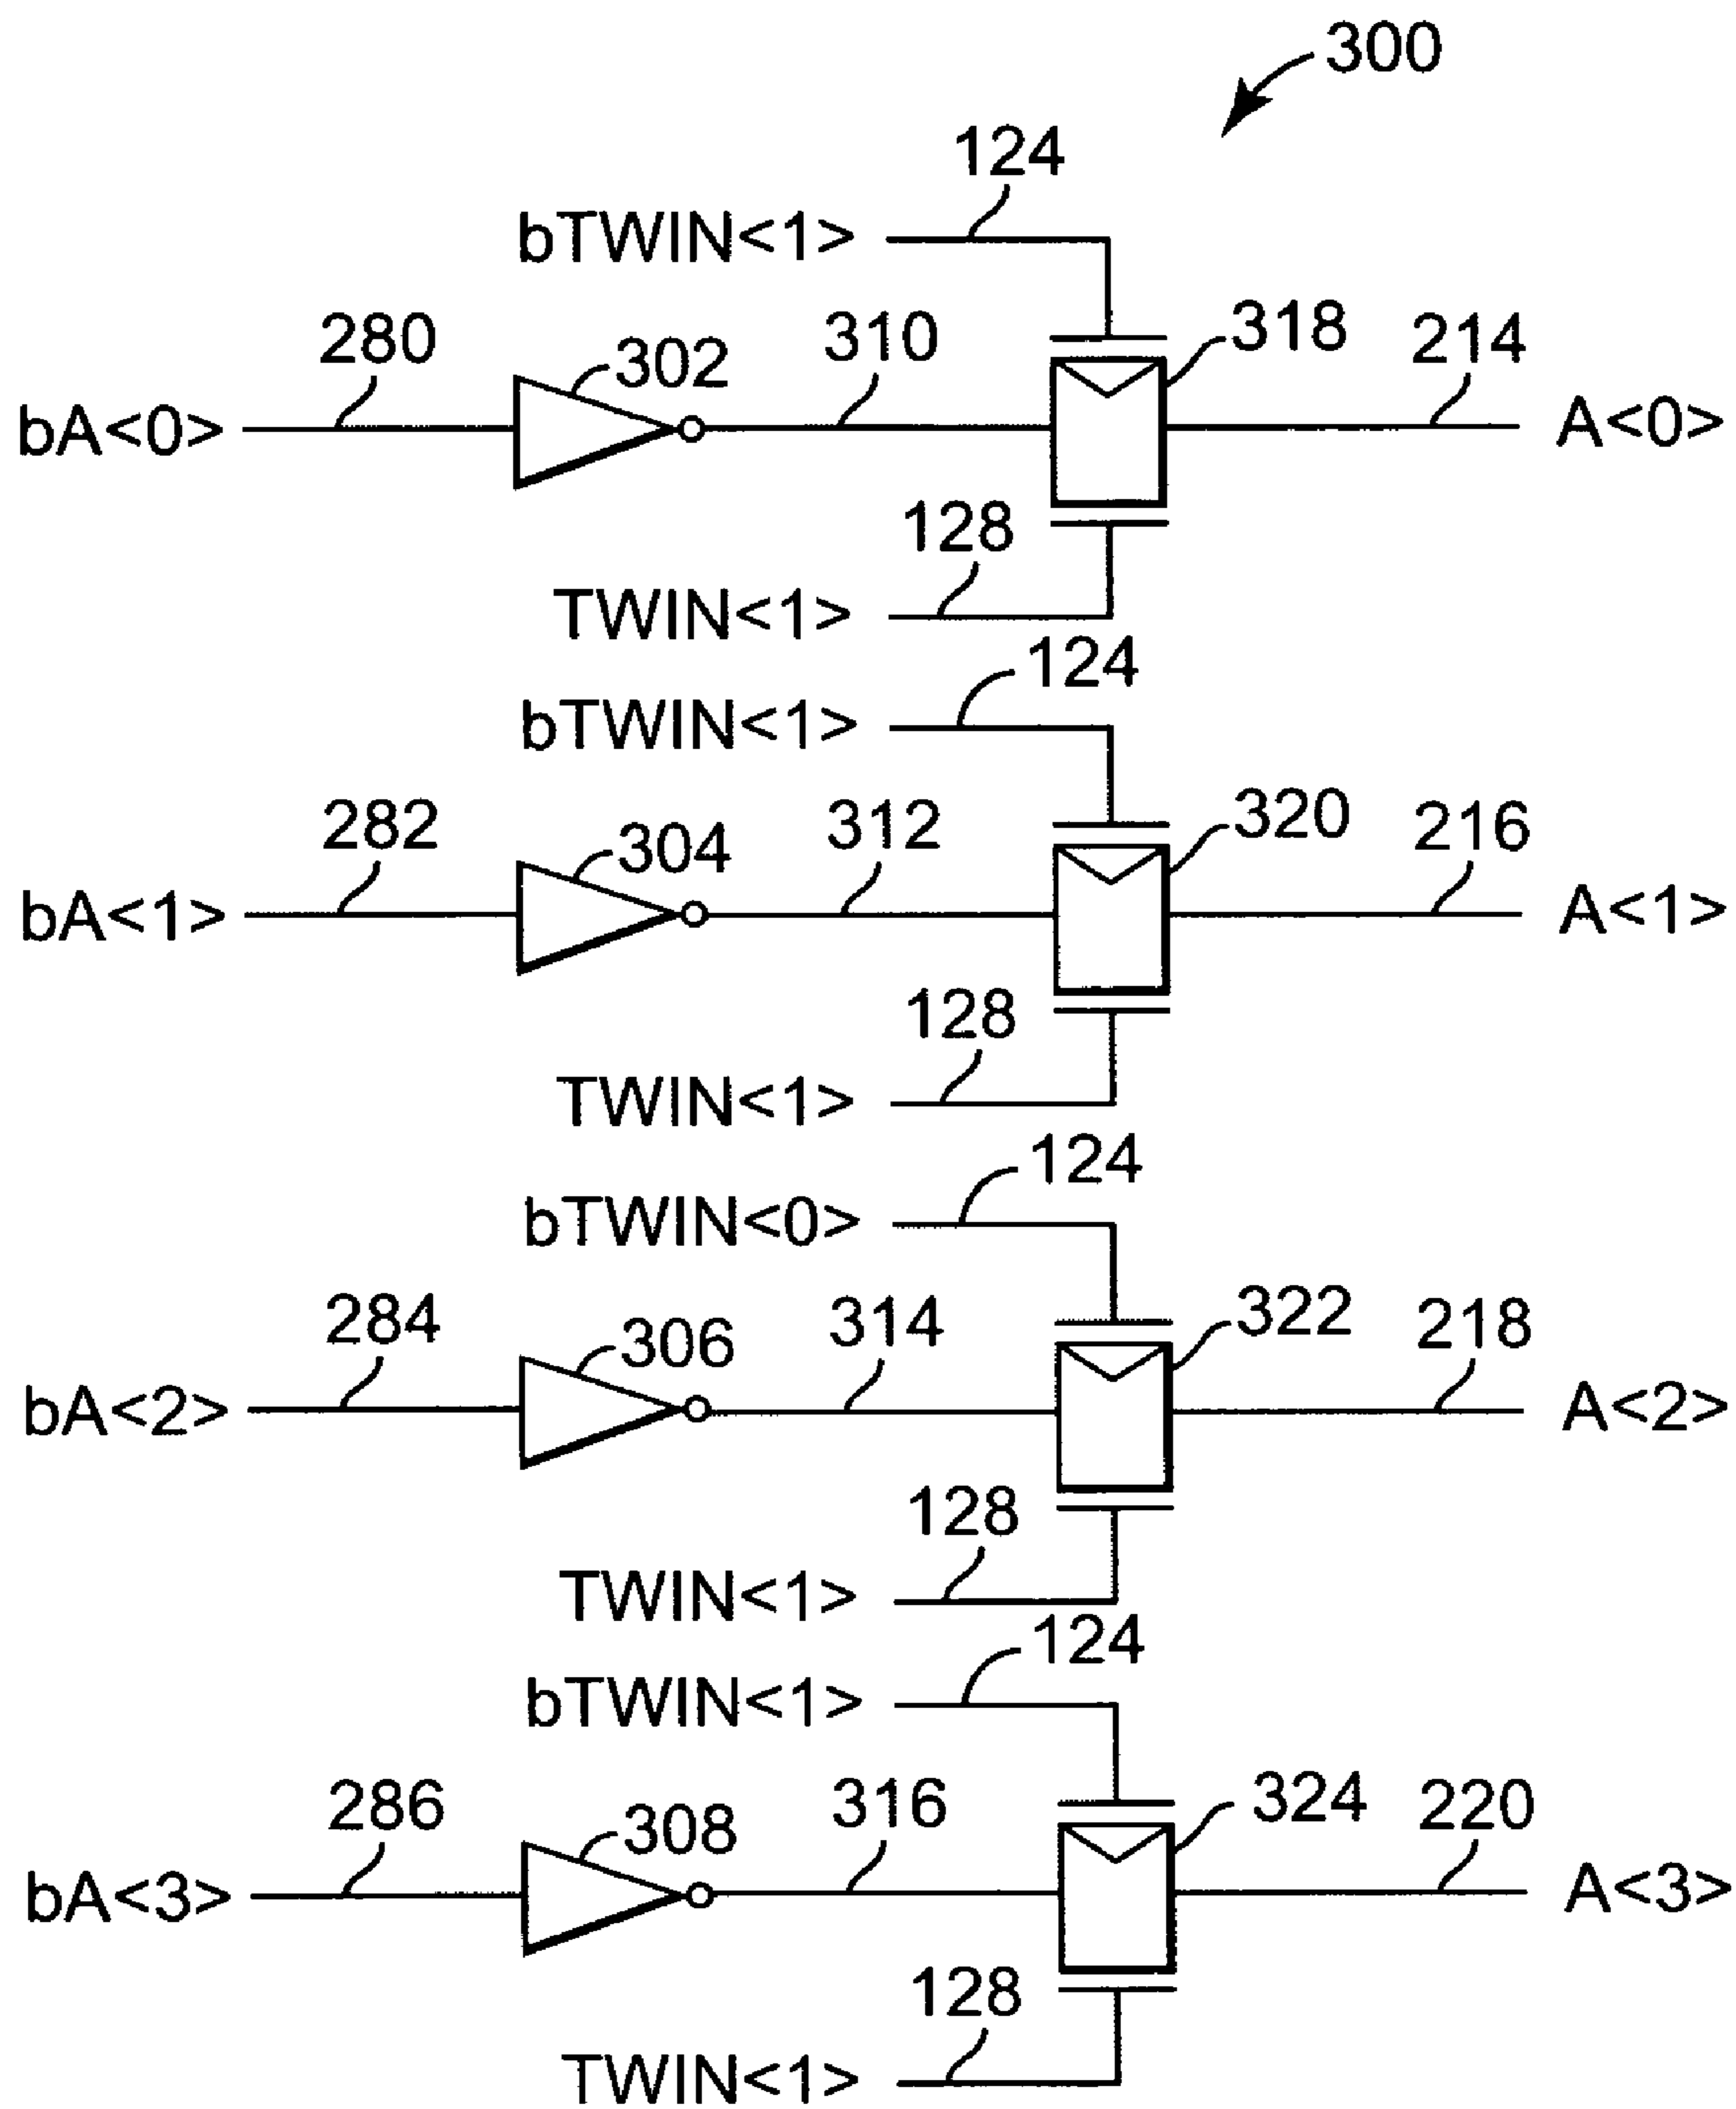 300
124
bTWIN<1>
280 302 310 318 214
bA<0> A<0>
128
TWIN<1>
124
bTWIN<1>
282 304 312 320 216
bA<1> A<1>
128
TWIN<1>
124
bTWIN<0>
284 306 314 322 218
bA<2> A<2>
128
TWIN<1>
124
bTWIN<1>
286 308 316 324 220
bA<3> A<3>
128
TWIN<1>